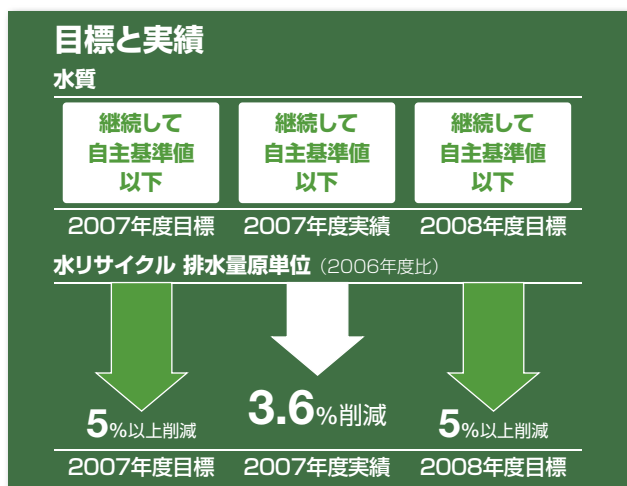 目標と実績
水質
継続して
自主基準値
以下
継続して
自主基準値
以下
継続して
自主基準値
以下
2007年度目標
2007年度実績
2008年度目標
水リサイクル 排水量原単位（2006年度比）
5%以上削減
3.6%削減
5%以上削減
2007年度目標
2007年度実績
2008年度目標